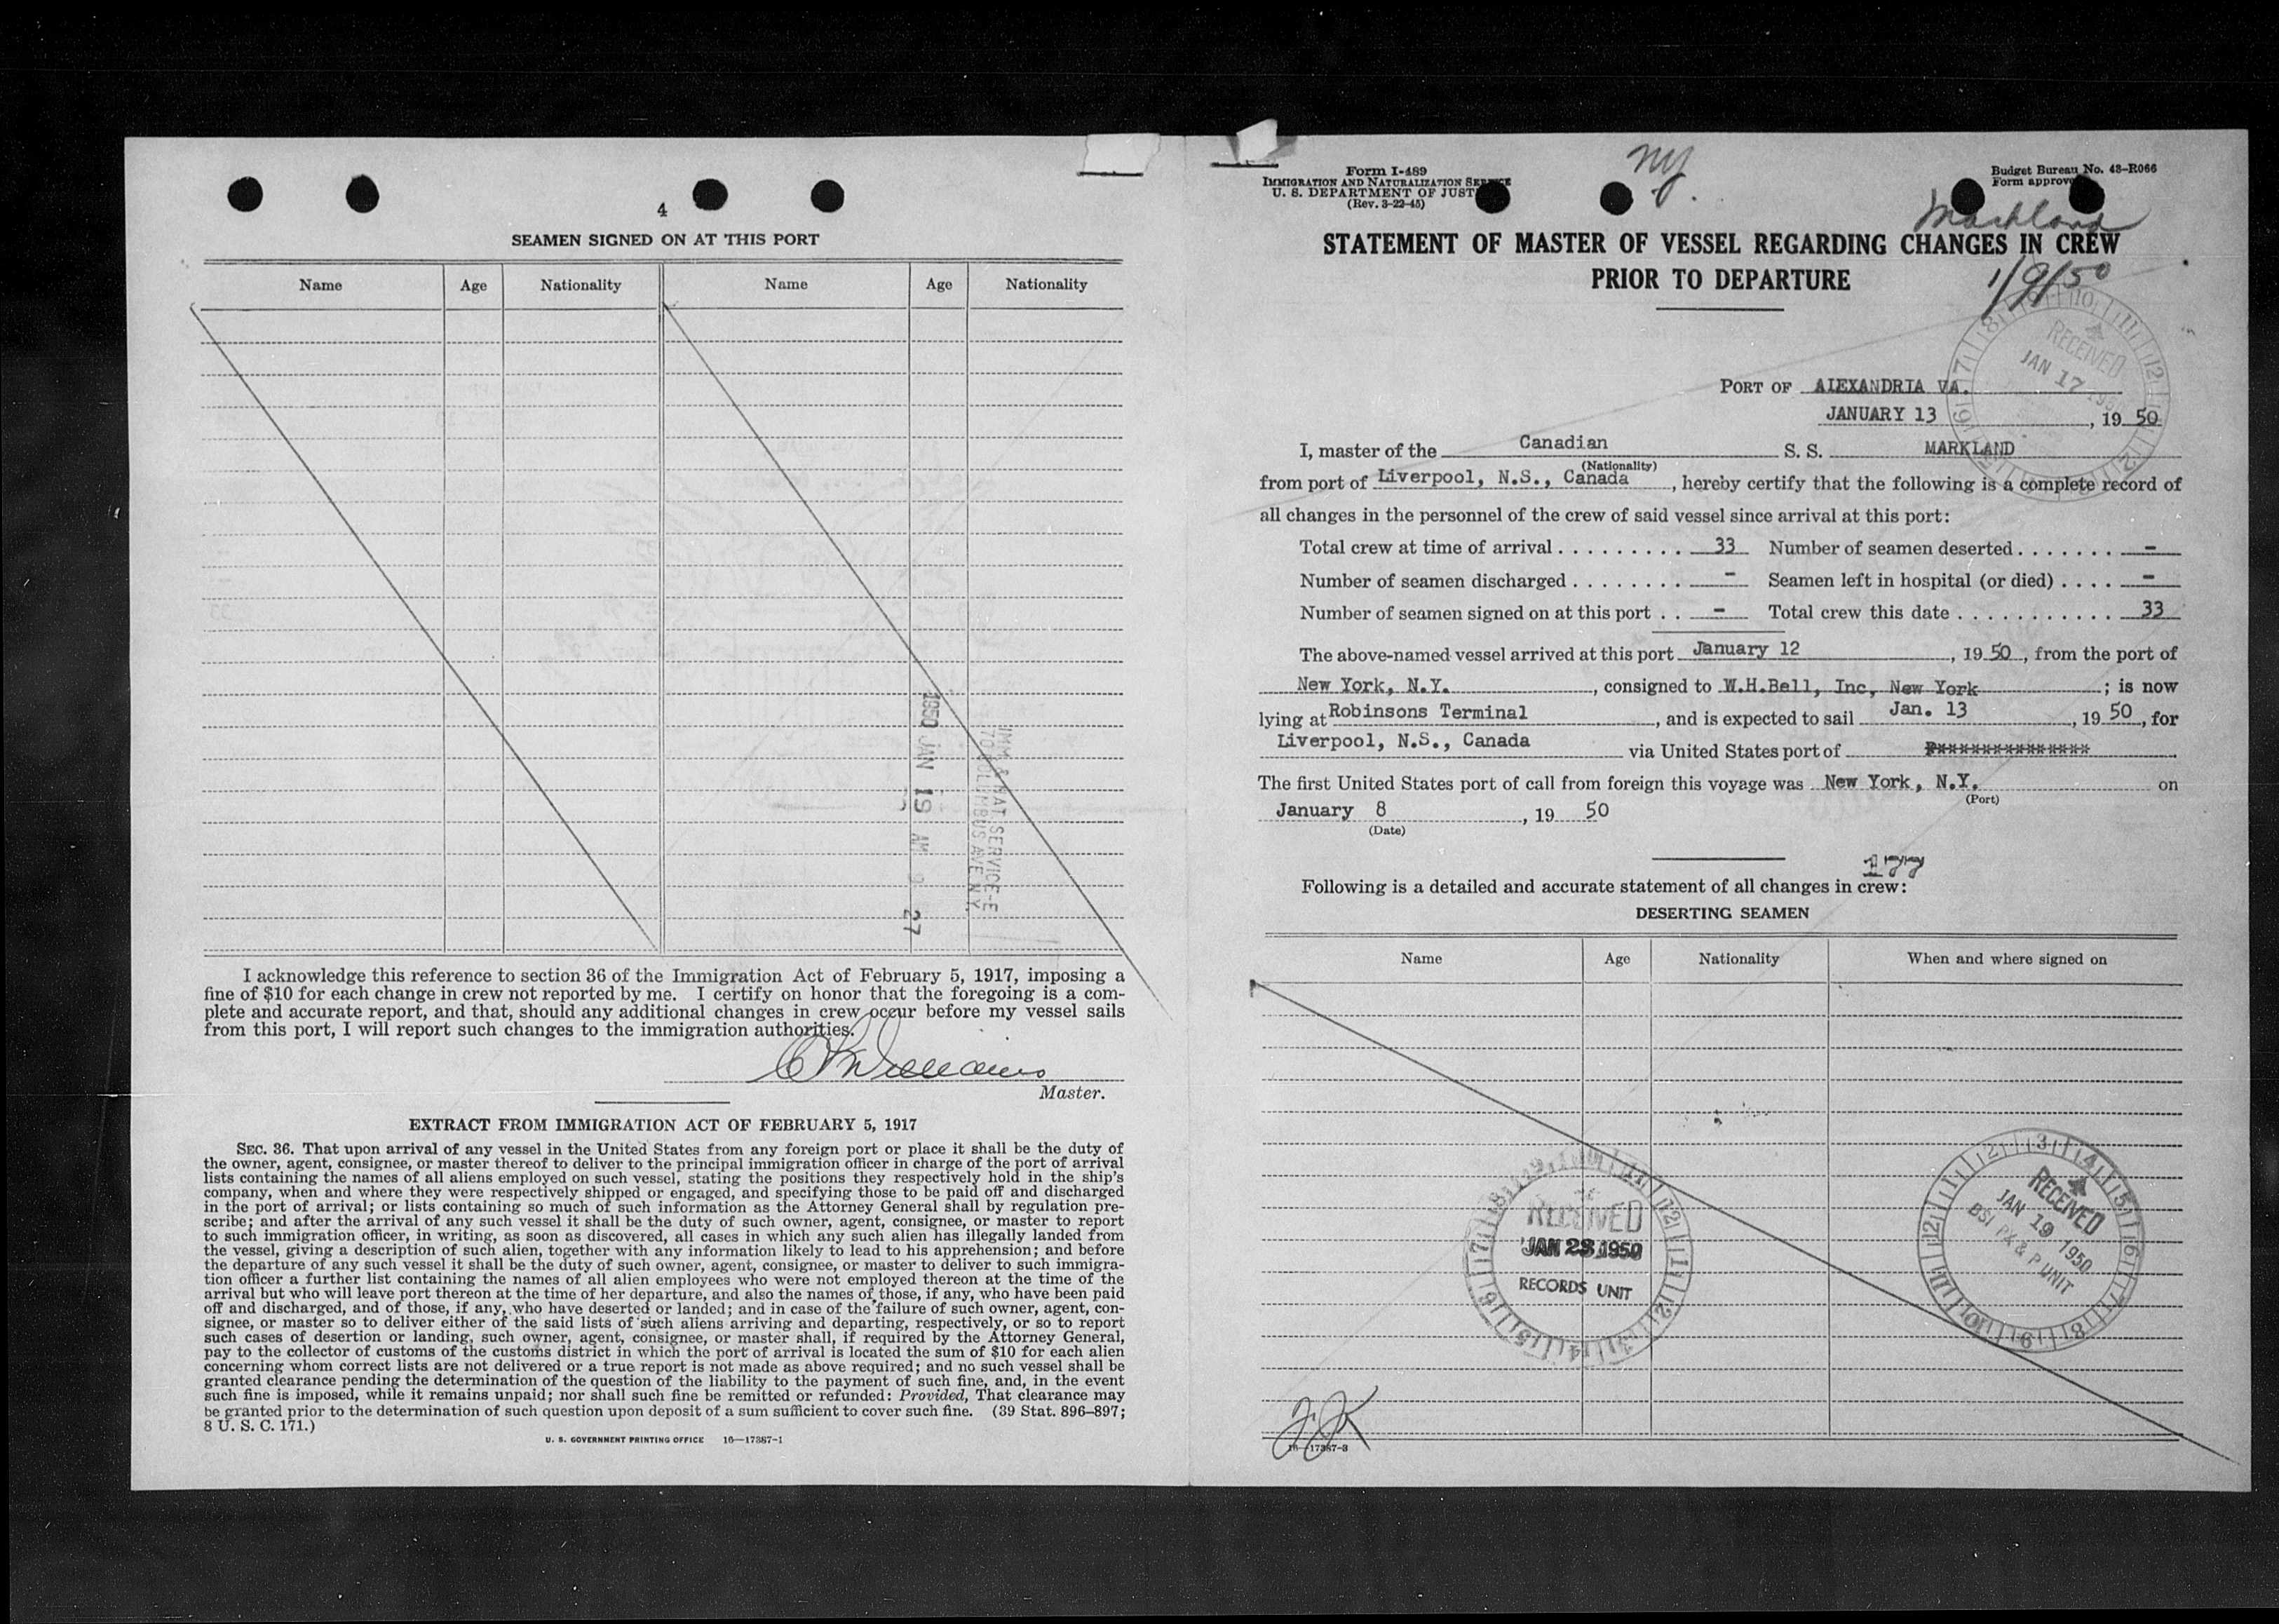 4
SEAMEN SIGNED ON AT THIS PORT
Name Age Nationality Name Age Nationality
1950 JAN 19 AM 9 27
IMM & NAT SERVICE-E
70 COLUMBUS AVE N.Y.
I acknowledge this reference to section 36 of the Immigration Act of February 5, 1917, imposing a
fine of $10 for each change in crew not reported by me. I certify on honor that the foregoing is a com-
plete and accurate report, and that, should any additional changes in crew occur before my vessel sails
from this port, I will report such changes to the immigration authorities.
Williams
Master.
EXTRACT FROM IMMIGRATION ACT OF FEBRUARY 5, 1917
SEC. 36. That upon arrival of any vessel in the United States from any foreign port or place it shall be the duty of
the owner, agent, consignee, or master thereof to deliver to the principal immigration officer in charge of the port of arrival
lists containing the names of all aliens employed on such vessel, stating the positions they respectively hold in the ship's
company, when and where they were respectively shipped or engaged, and specifying those to be paid off and discharged
in the port of arrival; or lists containing so much of such information as the Attorney General shall by regulation pre-
scribe; and after the arrival of any such vessel it shall be the duty of such owner, agent, consignee, or master to report
to such immigration officer, in writing, as soon as discovered, all cases in which any such alien has illegally landed from
the vessel, giving a description of such alien, together with any information likely to lead to his apprehension; and before
the departure of any such vessel it shall be the duty of such owner, agent, consignee, or master to deliver to such immigra-
tion officer a further list containing the names of all alien employees who were not employed thereon at the time of the
arrival but who will leave port thereon at the time of her departure, and also the names of those, if any, who have been paid
off and discharged, and of those, if any, who have deserted or landed; and in case of the failure of such owner, agent, con-
signee, or master so to deliver either of the said lists of such aliens arriving and departing, respectively, or so to report
such cases of desertion or landing, such owner, agent, consignee, or master shall, if required by the Attorney General,
pay to the collector of customs of the customs district in which the port of arrival is located the sum of $10 for each alien
concerning whom correct lists are not delivered or a true report is not made as above required; and no such vessel shall be
granted clearance pending the determination of the question of the liability to the payment of such fine, and, in the event
such fine is imposed, while it remains unpaid; nor shall such fine be remitted or refunded: Provided, That clearance may
be granted prior to the determination of such question upon deposit of a sum sufficient to cover such fine. (39 Stat. 896–897;
8 U. S. C. 171.)
U. S. GOVERNMENT PRINTING OFFICE 16—17387-1
Form I-489
IMMIGRATION AND NATURALIZATION SERVICE
U. S. DEPARTMENT OF JUST
(Rev. 3-22-45)
NY.
Budget Bureau No. 43-R066
Form approve
Markland
STATEMENT OF MASTER OF VESSEL REGARDING CHANGES IN CREW
PRIOR TO DEPARTURE
1/9/50
RECEIVED
JAN 17 1950
PORT OF ALEXANDRIA VA.
JANUARY 13, 19 50
I, master of the Canadian S. S. MARKLAND
(Nationality)
from port of Liverpool, N.S., Canada, hereby certify that the following is a complete record of
all changes in the personnel of the crew of said vessel since arrival at this port:
Total crew at time of arrival . . . . . . . . . 33 Number of seamen deserted . . . . . . . -
Number of seamen discharged . . . . . . . . - Seamen left in hospital (or died) . . . . -
Number of seamen signed on at this port . . - Total crew this date . . . . . . . . . . . 33
The above-named vessel arrived at this port January 12, 19 50, from the port of
New York, N.Y., consigned to W.H.Bell, Inc, New York; is now
lying at Robinsons Terminal, and is expected to sail Jan. 13, 19 50, for
Liverpool, N.S., Canada via United States port of
The first United States port of call from foreign this voyage was New York, N.Y. on
(Port)
January 8, 19 50
(Date)
177
Following is a detailed and accurate statement of all changes in crew:
DESERTING SEAMEN
Name Age Nationality When and where signed on
RECEIVED
JAN 23 1950
RECORDS UNIT
RECEIVED
JAN 19 1950
BSI PX & P UNIT
16—17387-3